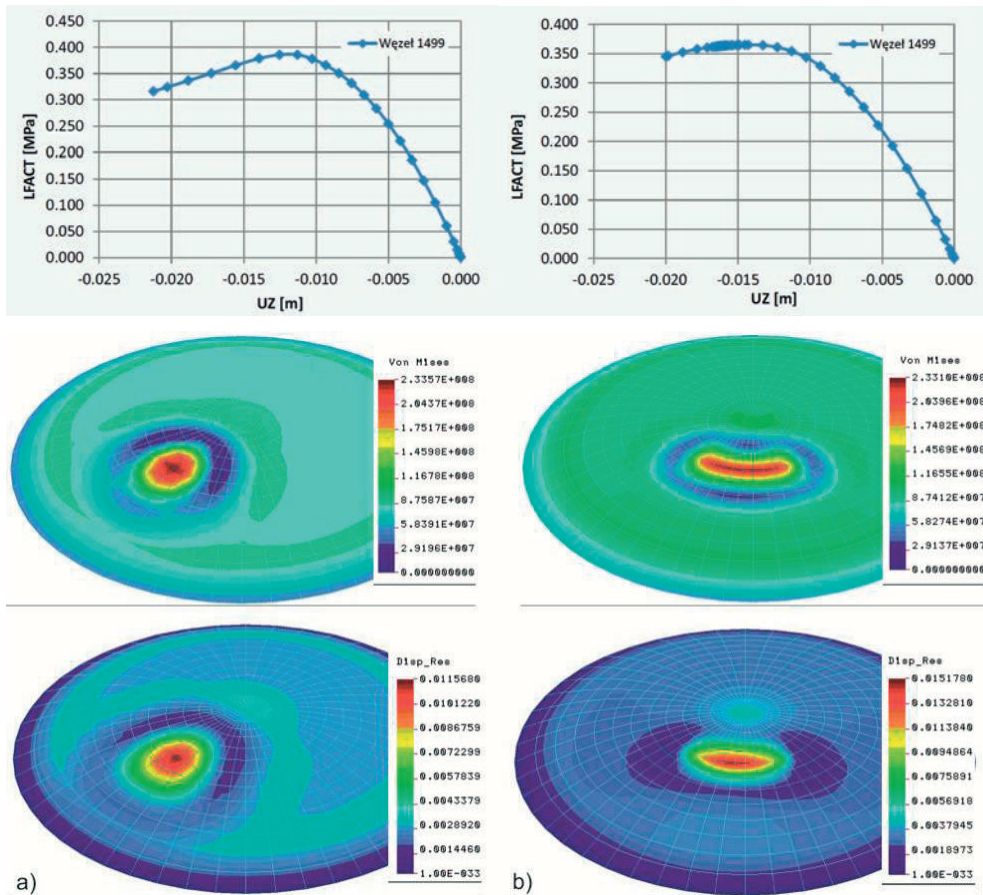 0.450
0.400
0.350
0.300
0.250
0.200
0.150
0.100
0.050
0.000
LFACT [MPa]
Węzeł 1499
-0.025 -0.020 -0.015 -0.010 -0.005 0.000
UZ [m]
0.450
0.400
0.350
0.300
0.250
0.200
0.150
0.100
0.050
0.000
LFACT [MPa]
Węzeł 1499
-0.025 -0.020 -0.015 -0.010 -0.005 0.000
UZ [m]
Von Mises
2.3357E+008
2.0437E+008
1.7517E+008
1.4598E+008
1.1678E+008
8.7587E+007
5.8391E+007
2.9196E+007
0.000000000
Von Mises
2.3310E+008
2.0396E+008
1.7482E+008
1.4569E+008
1.1655E+008
8.7412E+007
5.8274E+007
2.9137E+007
0.000000000
Disp_Res
0.0115680
0.0101220
0.0086759
0.0072299
0.0057839
0.0043379
0.0028920
0.0014460
1.00E-033
a)
Disp_Res
0.0151780
0.0132810
0.0113840
0.0094864
0.0075891
0.0056918
0.0037945
0.0018973
1.00E-033
b)